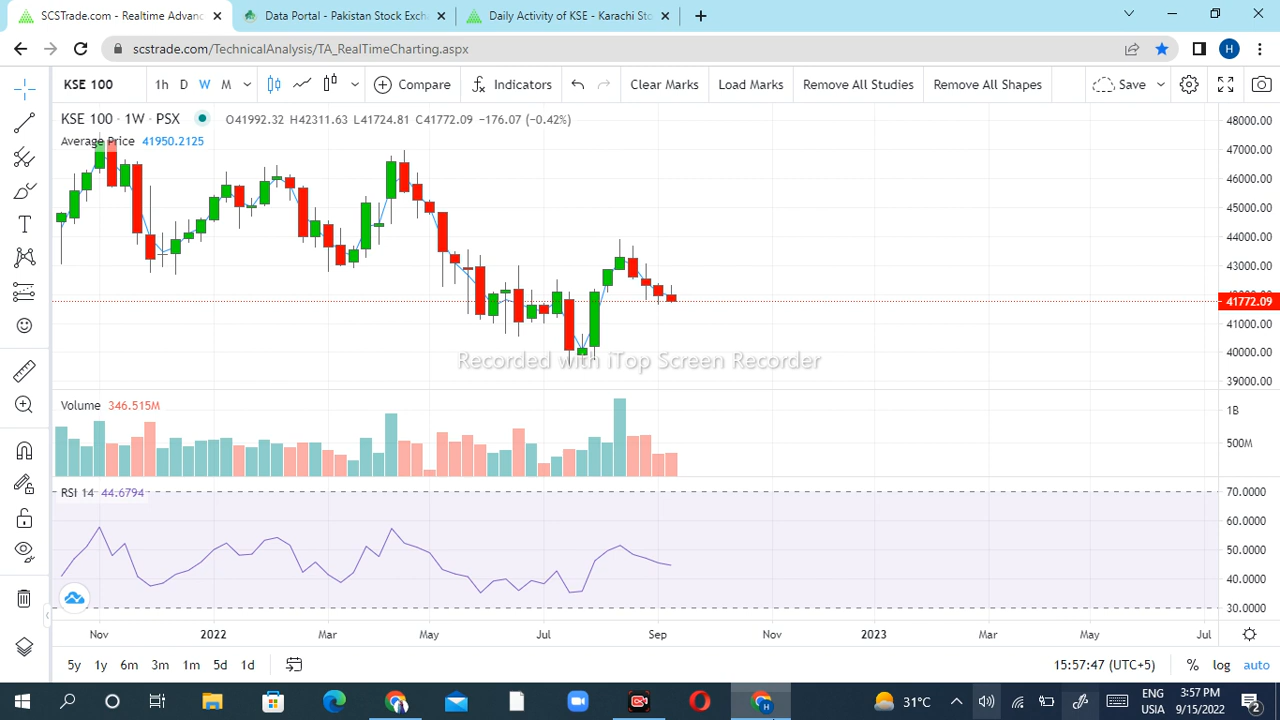 SCSTrade.com - Realtime Advanc
Data Portal - Pakistan Stock Exch
Daily Activity of KSE - Karachi Sto
scstrade.com/TechnicalAnalysis/TA_RealTimeCharting.aspx
H
KSE 100
1h D W M
Compare
Indicators
Clear Marks
Load Marks
Remove All Studies
Remove All Shapes
Save
KSE 100 · 1W · PSX
O41992.32 H42311.63 L41724.81 C41772.09 −176.07 (−0.42%)
Average Price 41950.2125
48000.00
47000.00
46000.00
45000.00
44000.00
43000.00
41772.09
41000.00
40000.00
39000.00
Recorded with iTop Screen Recorder
Volume 346.515M
1B
500M
RSI 14 44.6794
70.0000
60.0000
50.0000
40.0000
30.0000
Nov 2022 Mar May Jul Sep Nov 2023 Mar May Jul
5y 1y 6m 3m 1m 5d 1d
15:57:47 (UTC+5) % log auto
31°C
ENG
USIA
3:57 PM
9/15/2022
2